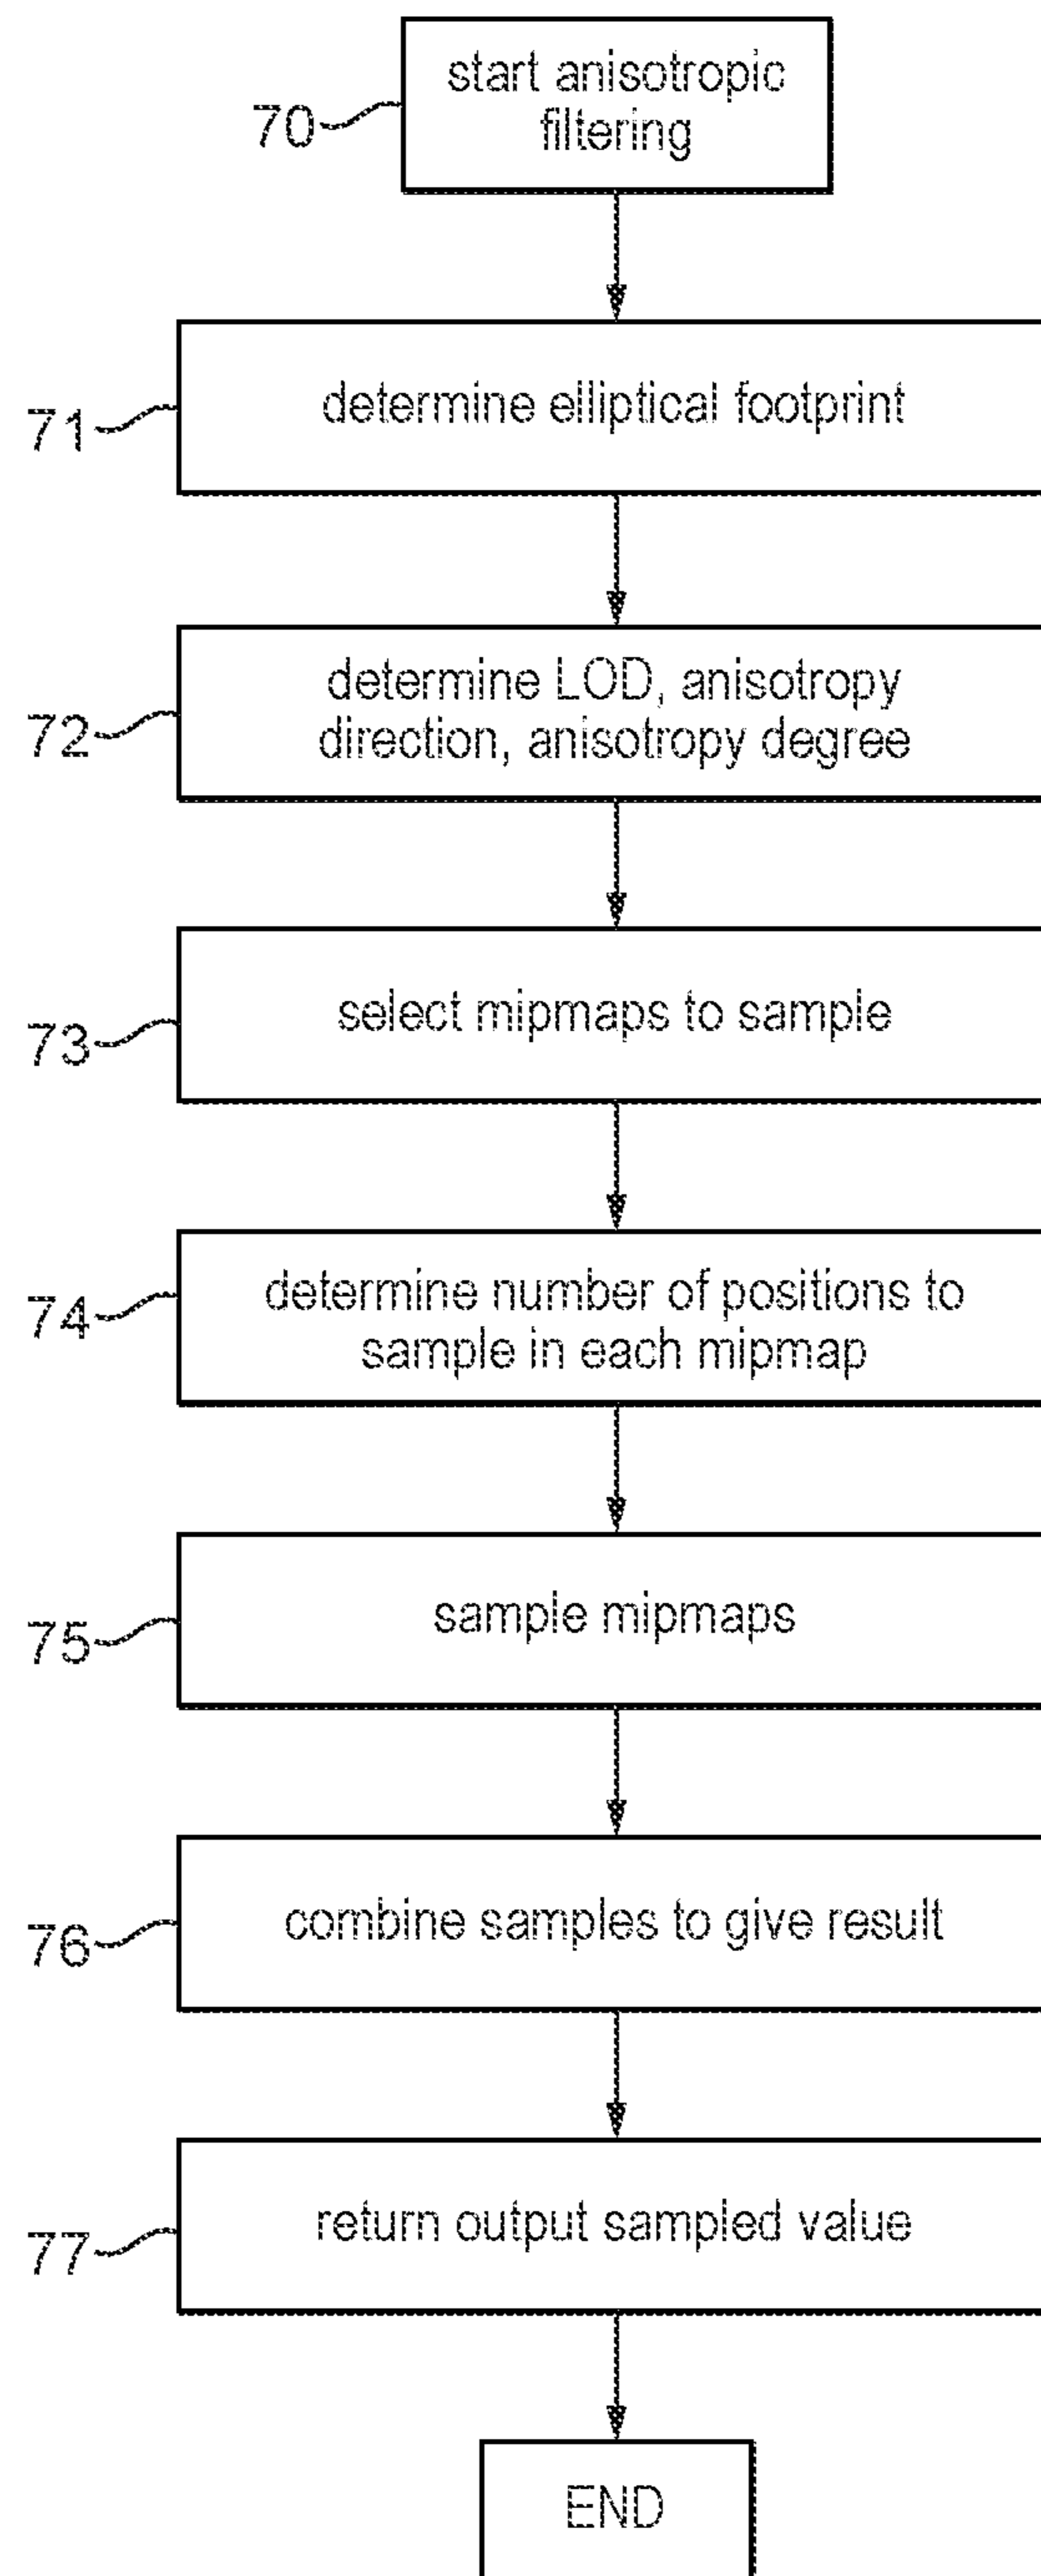 70
start anisotropic
filtering
71
determine elliptical footprint
72
determine LOD, anisotropy
direction, anisotropy degree
73
select mipmaps to sample
74
determine number of positions to
sample in each mipmap
75
sample mipmaps
76
combine samples to give result
77
return output sampled value
END